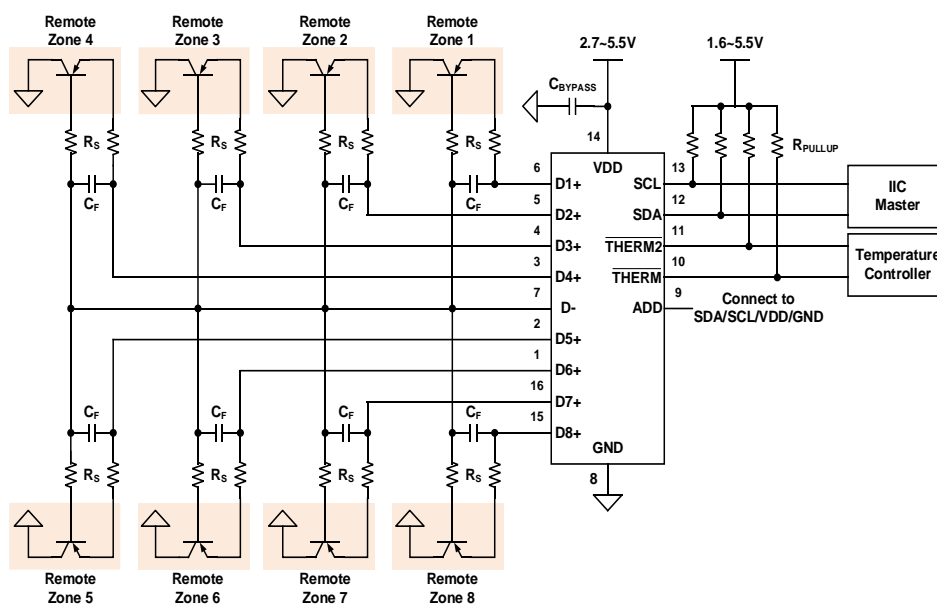 Remote
Zone 4
Remote
Zone 3
Remote
Zone 2
Remote
Zone 1
2.7~5.5V
1.6~5.5V
CBYPASS
14
RS
RS
RS
RS
RPULLUP
CF
CF
CF
CF
VDD
6
D1+
SCL
13
5
D2+
SDA
12
4
D3+
THERM2
11
3
D4+
THERM
10
7
D-
ADD
9
2
D5+
1
D6+
16
D7+
15
D8+
GND
8
IIC
Master
Temperature
Controller
Connect to
SDA/SCL/VDD/GND
CF
CF
CF
CF
RS
RS
RS
RS
Remote
Zone 5
Remote
Zone 6
Remote
Zone 7
Remote
Zone 8